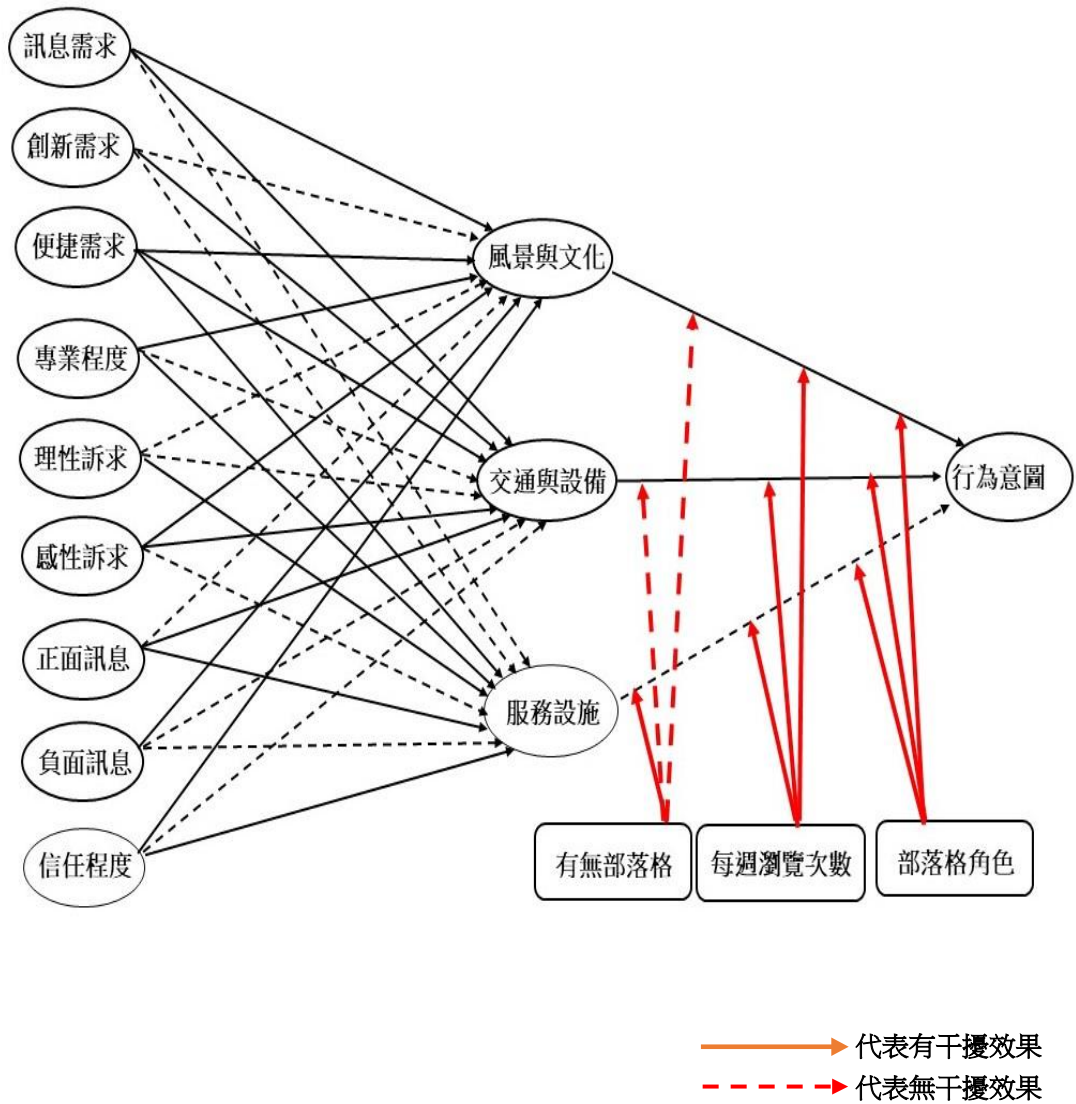 訊息需求
創新需求
便捷需求
專業程度
理性訴求
感性訴求
正面訊息
負面訊息
信任程度
風景與文化
交通與設備
服務設施
行為意圖
有無部落格
每週瀏覽次數
部落格角色
代表有干擾效果
代表無干擾效果